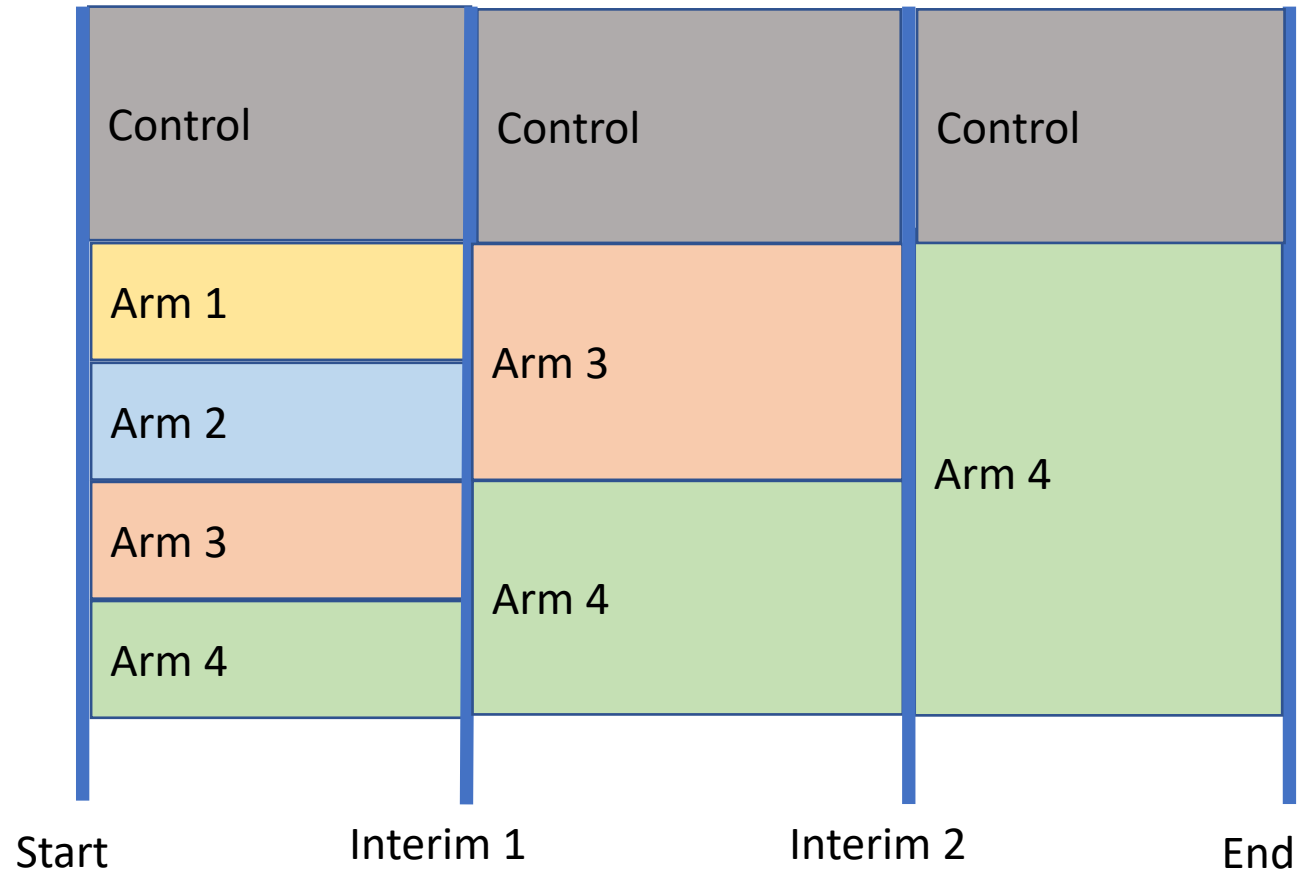 Control
Control
Control
Arm 1
Arm 2
Arm 3
Arm 4
Arm 3
Arm 4
Arm 4
Start
Interim 1
Interim 2
End